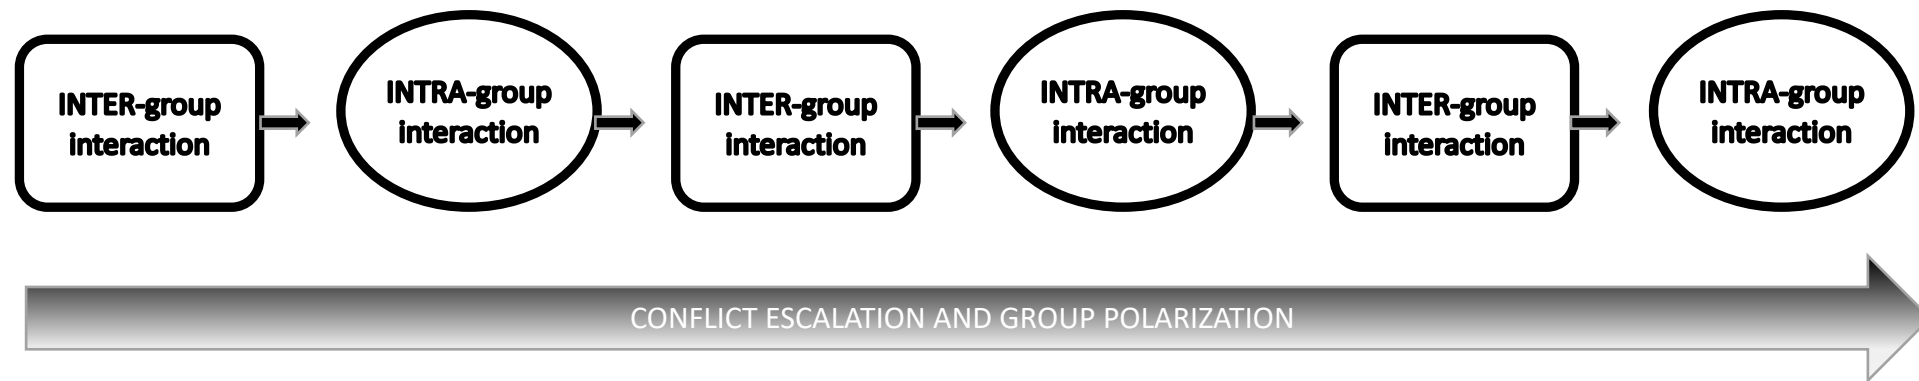 INTER-group
interaction
INTRA-group
interaction
INTER-group
interaction
INTRA-group
interaction
INTER-group
interaction
INTRA-group
interaction
CONFLICT ESCALATION AND GROUP POLARIZATION